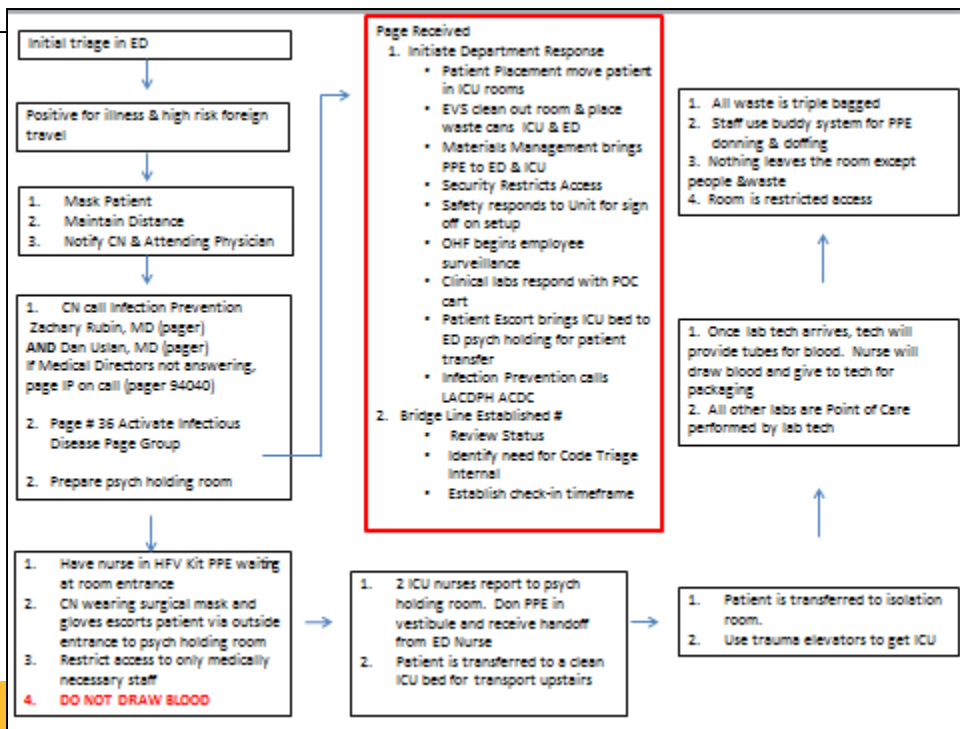 Initial triage in ED
Positive for illness & high risk foreign
travel
1. Mask Patient
2. Maintain Distance
3. Notify CN & Attending Physician
1. CN call Infection Prevention
Zachary Rubin, MD (pager)
AND Dan Uslan, MD (pager)
If Medical Directors not answering,
page IP on call (pager 94040)
2. Page # 36 Activate Infectious
Disease Page Group
2. Prepare psych holding room
1. Have nurse in HFV Kit PPE waiting
at room entrance
2. CN wearing surgical mask and
gloves escorts patient via outside
entrance to psych holding room
3. Restrict access to only medically
necessary staff
4. DO NOT DRAW BLOOD
Page Received
1. Initiate Department Response
• Patient Placement move patient
in ICU rooms
• EVS clean out room & place
waste cans ICU & ED
• Materials Management brings
PPE to ED & ICU
• Security Restricts Access
• Safety responds to Unit for sign
off on setup
• OHF begins employee
surveillance
• Clinical labs respond with POC
cart
• Patient Escort brings ICU bed to
ED psych holding for patient
transfer
• Infection Prevention calls
LACDPH ACDC
2. Bridge Line Established #
• Review Status
• Identify need for Code Triage
Internal
• Establish check-in timeframe
1. 2 ICU nurses report to psych
holding room. Don PPE in
vestibule and receive handoff
from ED Nurse
2. Patient is transferred to a clean
ICU bed for transport upstairs
1. Patient is transferred to isolation
room.
2. Use trauma elevators to get ICU
1. Once lab tech arrives, tech will
provide tubes for blood. Nurse will
draw blood and give to tech for
packaging
2. All other labs are Point of Care
performed by lab tech
1. All waste is triple bagged
2. Staff use buddy system for PPE
donning & doffing
3. Nothing leaves the room except
people &waste
4. Room is restricted access